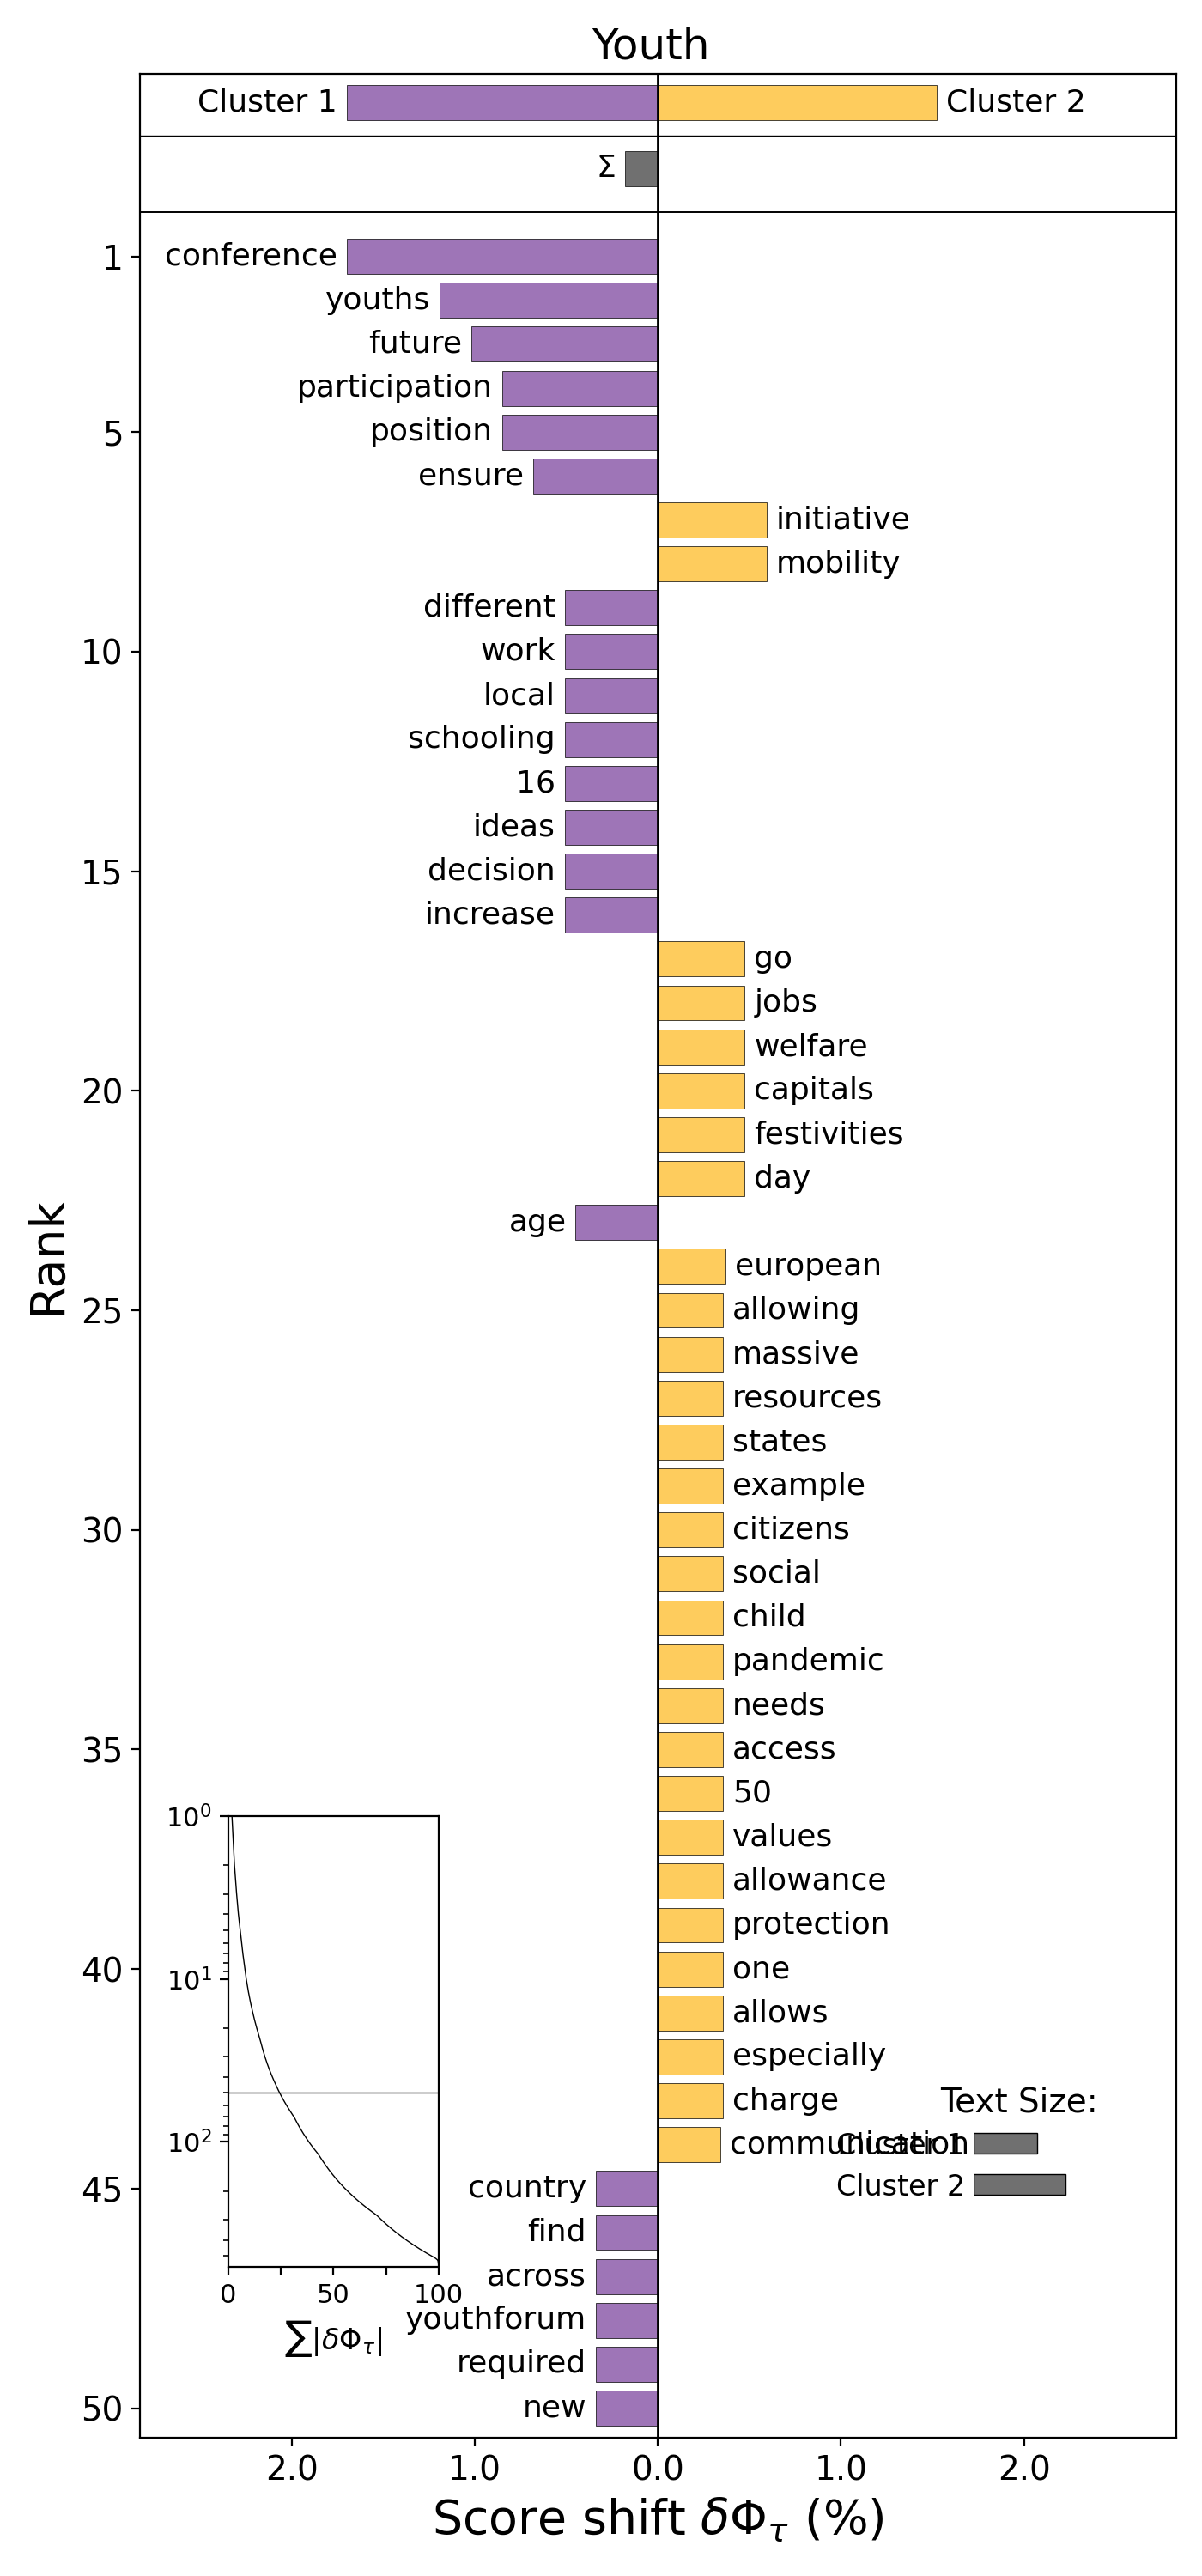 Youth
Cluster 1
Cluster 2
Σ
1
conference
youths
future
participation
5
position
ensure
initiative
mobility
different
10
work
local
schooling
16
ideas
15
decision
increase
go
jobs
welfare
20
capitals
festivities
day
age
european
25
allowing
massive
resources
states
example
30
citizens
social
child
pandemic
needs
35
access
50
values
allowance
protection
40
one
allows
especially
charge
communication
45
country
find
across
youthforum
required
50
new
Rank
10⁰
10¹
10²
0
50
100
∑|δΦτ|
Text Size:
Cluster 1
Cluster 2
2.0
1.0
0.0
1.0
2.0
Score shift δΦτ (%)